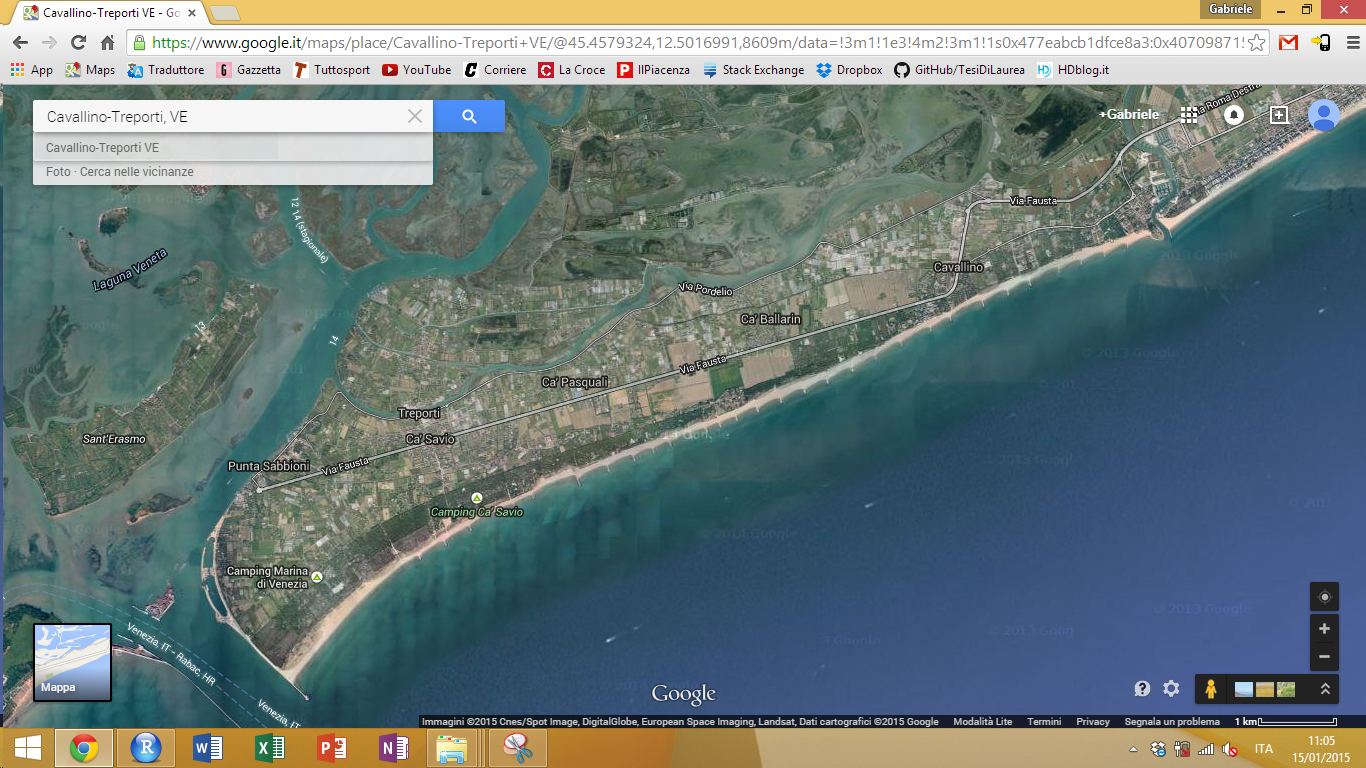 Cavallino-Treporti VE - Go
Gabriele
https://www.google.it/maps/place/Cavallino-Treporti+VE/@45.4579324,12.5016991,8609m/data=!3m1!1e3!4m2!3m1!1s0x477eabcb1dfce8a3:0x40709871
App Maps Traduttore Gazzetta Tuttosport YouTube Corriere La Croce IlPiacenza Stack Exchange Dropbox GitHub/TesiDiLaurea HDblog.it
Cavallino-Treporti, VE
+Gabriele
Cavallino-Treporti VE
Foto · Cerca nelle vicinanze
Roma Destra
Via Fausta
12 14 (stagionale)
Laguna Veneta
Cavallino
Via Pordelio
13
14
Ca' Ballarin
Via Fausta
Ca' Pasquali
Treporti
Sant'Erasmo
Ca' Savio
Punta Sabbioni
Via Fausta
Camping Ca' Savio
Camping Marina
di Venezia
Venezia, IT - Rabac, HR
Venezia, IT
Mappa
Google
Immagini ©2015 Cnes/Spot Image, DigitalGlobe, European Space Imaging, Landsat, Dati cartografici ©2015 Google Modalità Lite Termini Privacy Segnala un problema 1 km
ITA
11:05
15/01/2015